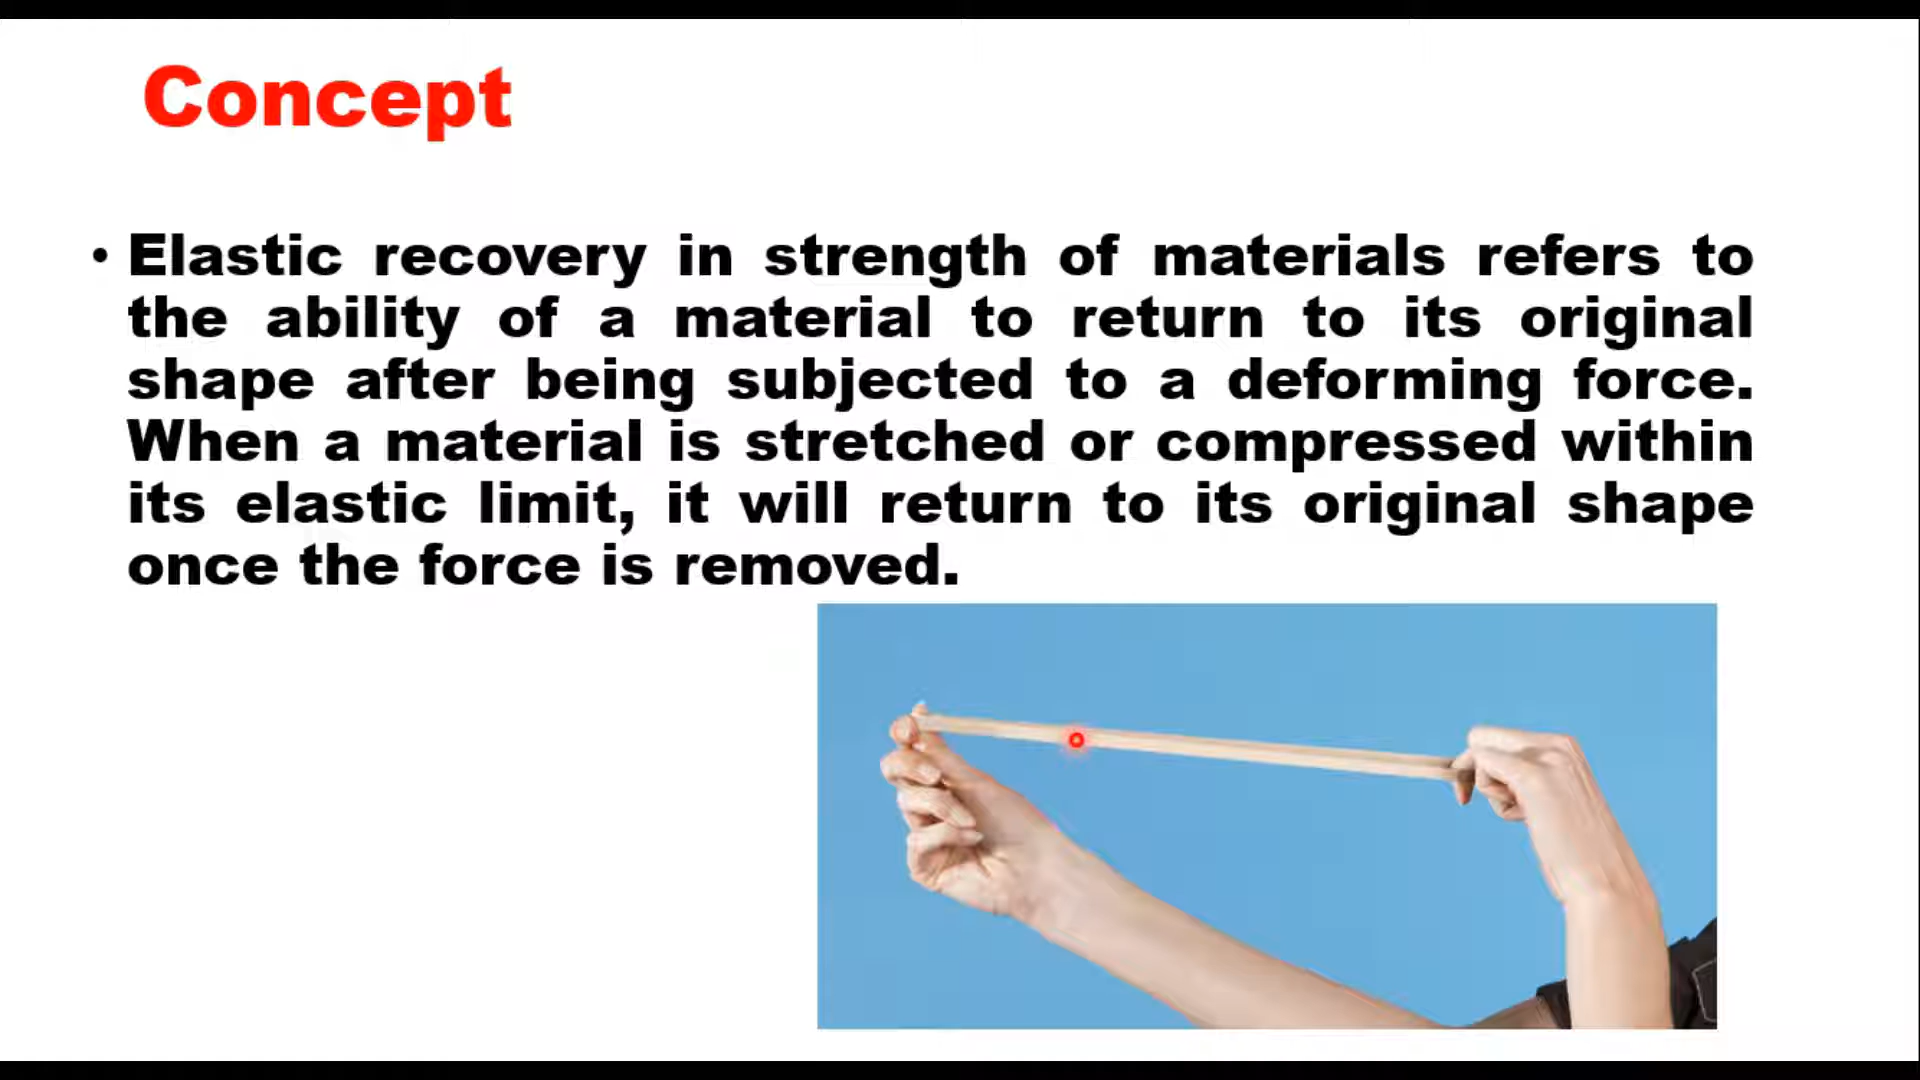 Concept
• Elastic recovery in strength of materials refers to
the ability of a material to return to its original
shape after being subjected to a deforming force.
When a material is stretched or compressed within
its elastic limit, it will return to its original shape
once the force is removed.